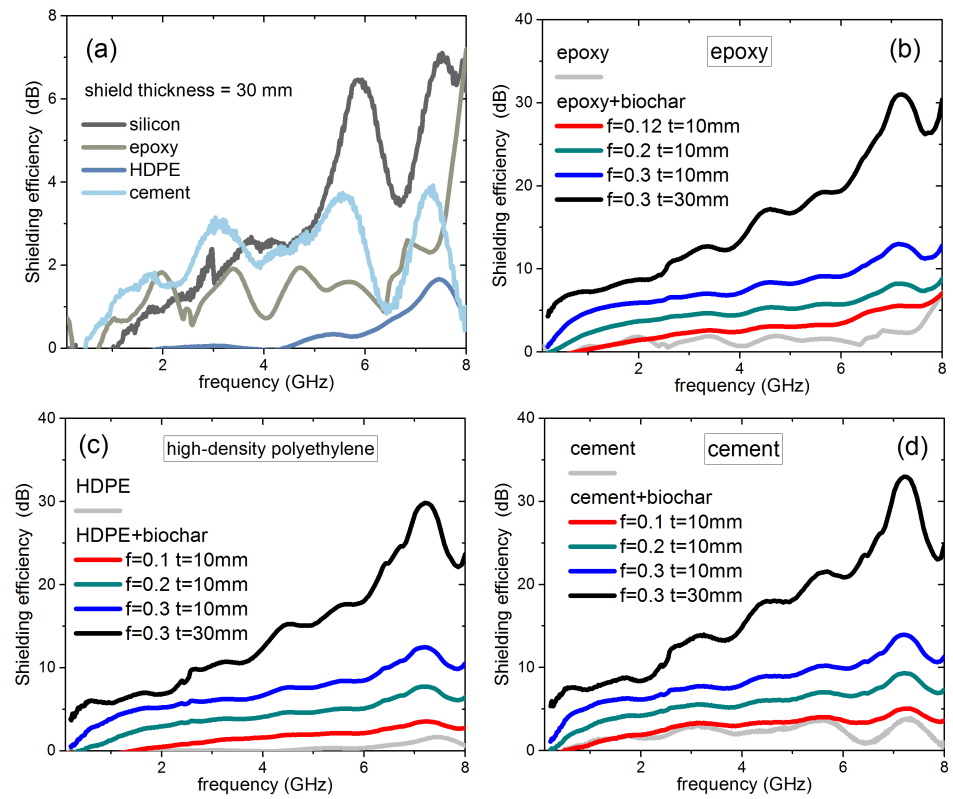 (a)
shield thickness = 30 mm
silicon
epoxy
HDPE
cement
8
6
4
2
0
Shielding efficiency (dB)
2
4
6
8
frequency (GHz)
(b)
epoxy
epoxy
epoxy+biochar
f=0.12 t=10mm
f=0.2 t=10mm
f=0.3 t=10mm
f=0.3 t=30mm
40
30
20
10
0
Shielding efficiency (dB)
2
4
6
8
frequency (GHz)
(c)
high-density polyethylene
HDPE
HDPE+biochar
f=0.1 t=10mm
f=0.2 t=10mm
f=0.3 t=10mm
f=0.3 t=30mm
40
30
20
10
0
Shielding efficiency (dB)
2
4
6
8
frequency (GHz)
(d)
cement
cement
cement+biochar
f=0.1 t=10mm
f=0.2 t=10mm
f=0.3 t=10mm
f=0.3 t=30mm
40
30
20
10
0
Shielding efficiency (dB)
2
4
6
8
frequency (GHz)